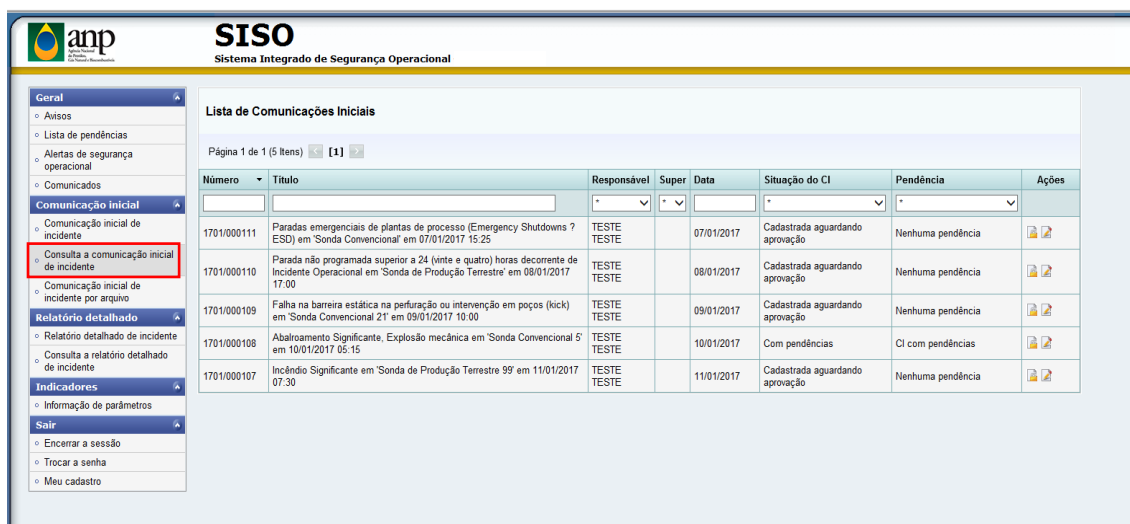 anp
Agência Nacional
do Petróleo,
Gás Natural e Biocombustíveis
SISO
Sistema Integrado de Segurança Operacional
Geral
Avisos
Lista de pendências
Alertas de segurança
operacional
Comunicados
Comunicação inicial
Comunicação inicial de
incidente
Consulta a comunicação inicial
de incidente
Comunicação inicial de
incidente por arquivo
Relatório detalhado
Relatório detalhado de incidente
Consulta a relatório detalhado
de incidente
Indicadores
Informação de parâmetros
Sair
Encerrar a sessão
Trocar a senha
Meu cadastro
Lista de Comunicações Iniciais
Página 1 de 1 (5 Itens) < [1] >
Número Título Responsável Super Data Situação do CI Pendência Ações
* * * *
1701/000111 Paradas emergenciais de plantas de processo (Emergency Shutdowns ? TESTE 07/01/2017 Cadastrada aguardando Nenhuma pendência
ESD) em 'Sonda Convencional' em 07/01/2017 15:25 TESTE aprovação
1701/000110 Parada não programada superior a 24 (vinte e quatro) horas decorrente de TESTE 08/01/2017 Cadastrada aguardando Nenhuma pendência
Incidente Operacional em 'Sonda de Produção Terrestre' em 08/01/2017 TESTE aprovação
17:00
1701/000109 Falha na barreira estática na perfuração ou intervenção em poços (kick) TESTE 09/01/2017 Cadastrada aguardando Nenhuma pendência
em 'Sonda Convencional 21' em 09/01/2017 10:00 TESTE aprovação
1701/000108 Abalroamento Significante, Explosão mecânica em 'Sonda Convencional 5' TESTE 10/01/2017 Com pendências CI com pendências
em 10/01/2017 05:15 TESTE
1701/000107 Incêndio Significante em 'Sonda de Produção Terrestre 99' em 11/01/2017 TESTE 11/01/2017 Cadastrada aguardando Nenhuma pendência
07:30 TESTE aprovação